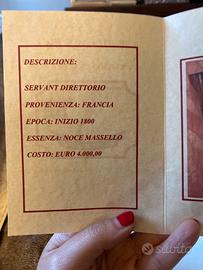 DESCRIZIONE:
SERVANT DIRETTORIO
PROVENIENZA: FRANCIA
EPOCA: INIZIO 1800
ESSENZA: NOCE MASSELLO
COSTO: EURO 4.000,00
subito